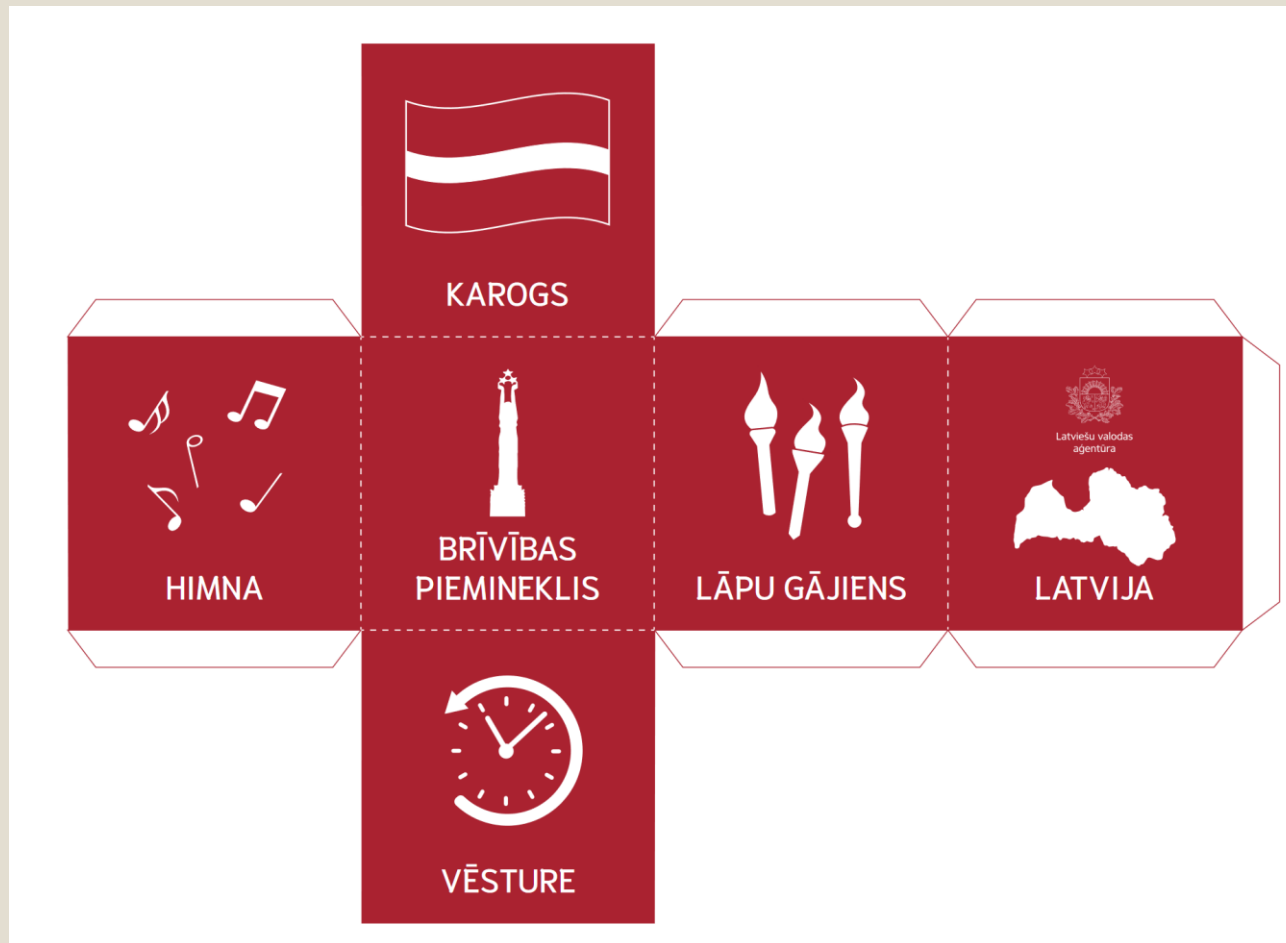 KAROGS
HIMNA
BRĪVĪBAS
PIEMINEKLIS
LĀPU GĀJIENS
Latviešu valodas
aģentūra
LATVIJA
VĒSTURE